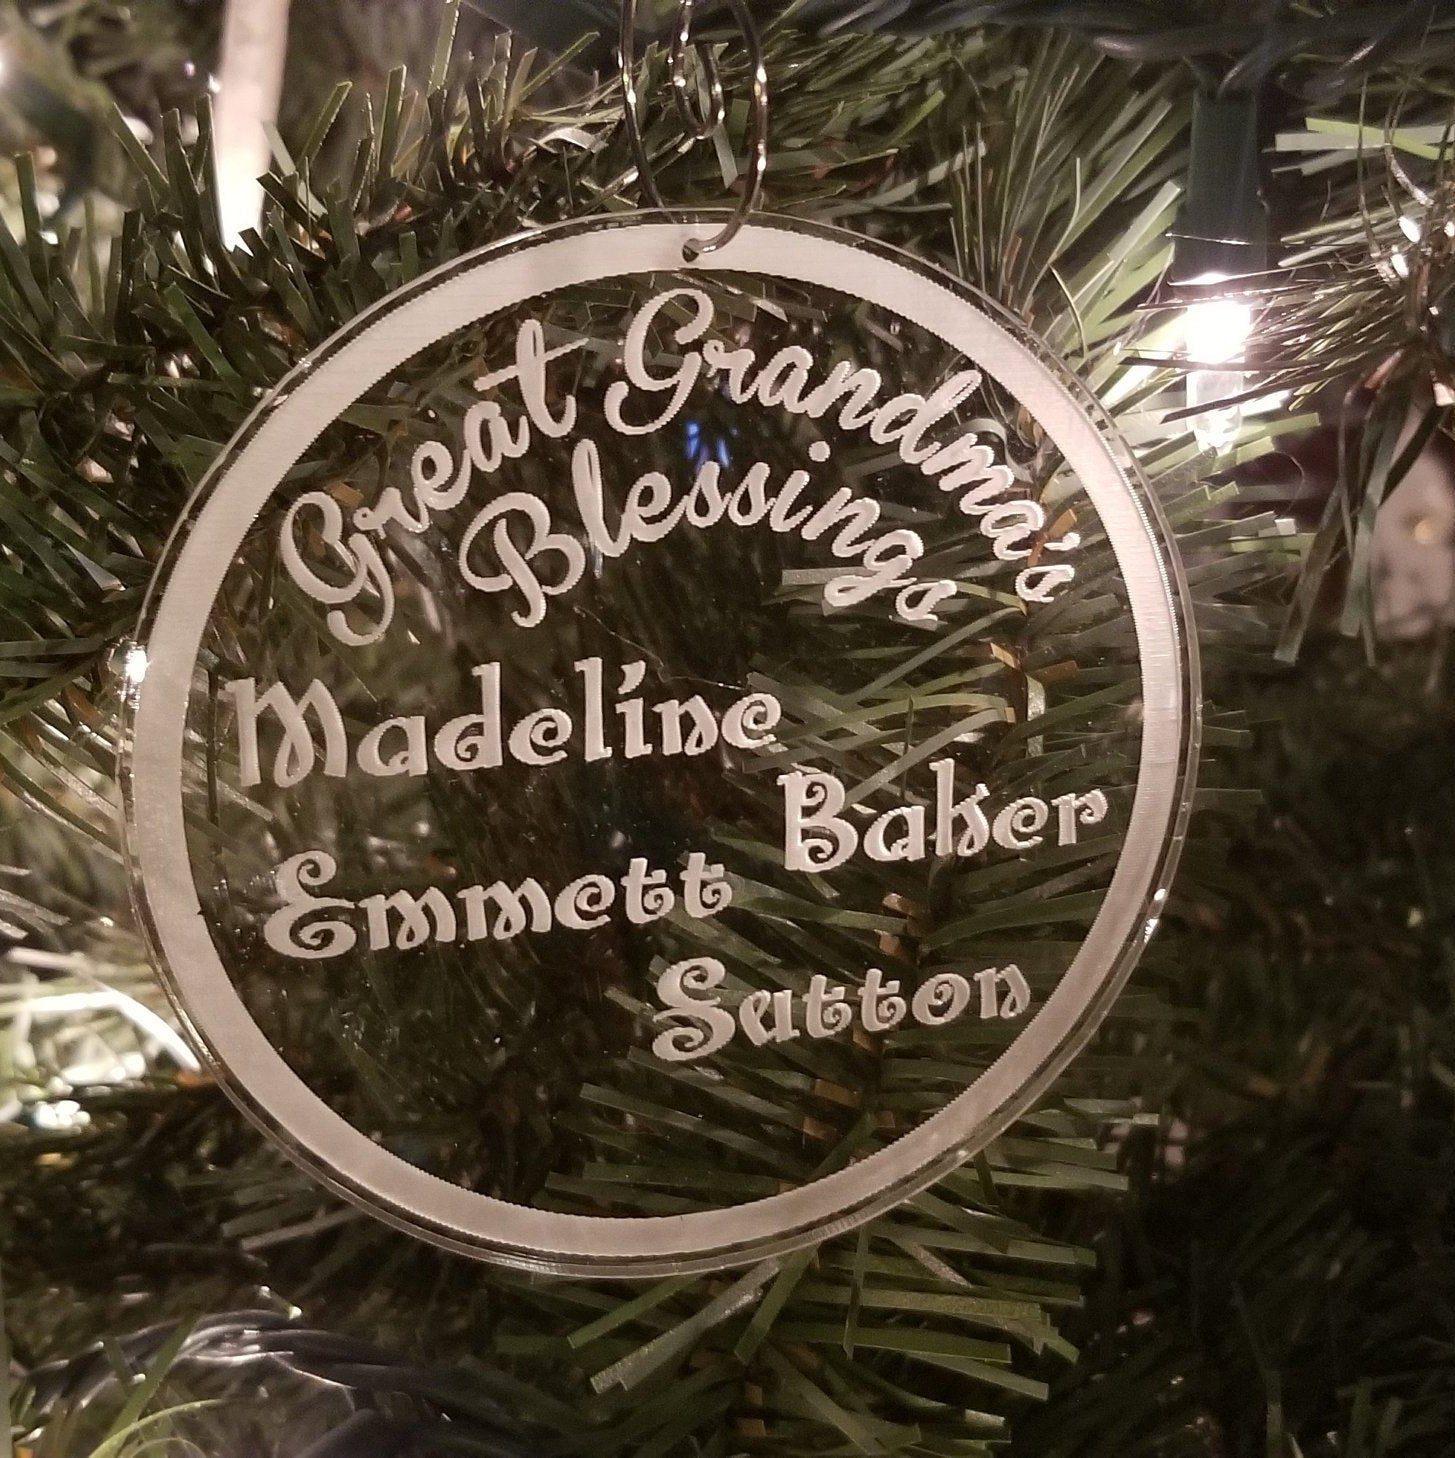 Great Grandma's
Blessings
Madeline
Baker
Emmett
Sutton